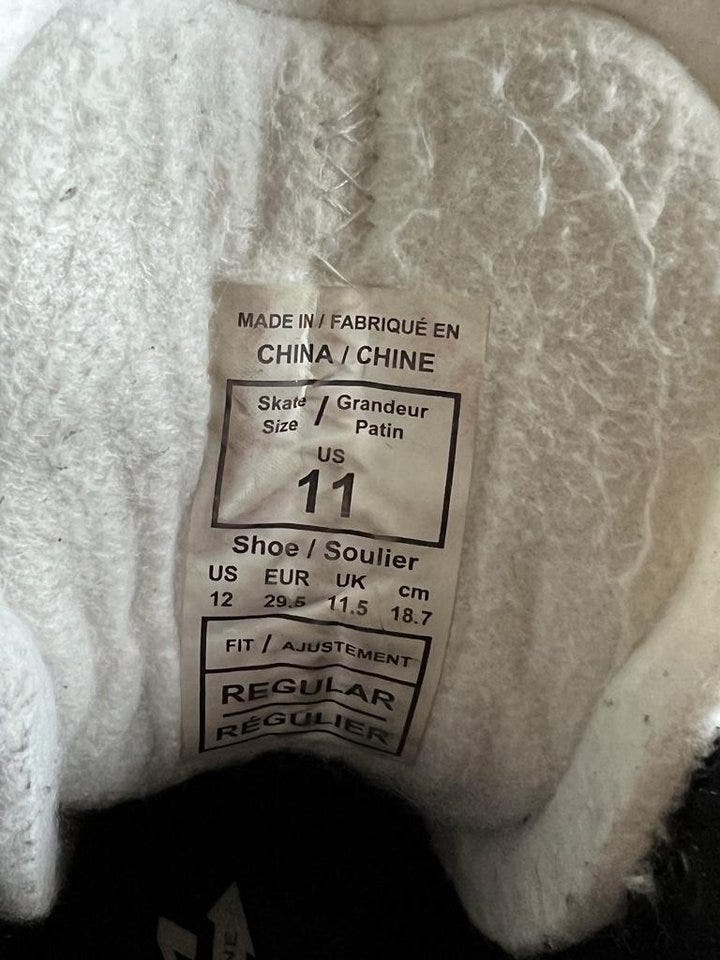 MADE IN / FABRIQUÉ EN
CHINA / CHINE
Skate Size / Grandeur Patin
US
11
Shoe / Soulier
US EUR UK cm
12 29.5 11.5 18.7
FIT / AJUSTEMENT
REGULAR
RÉGULIER